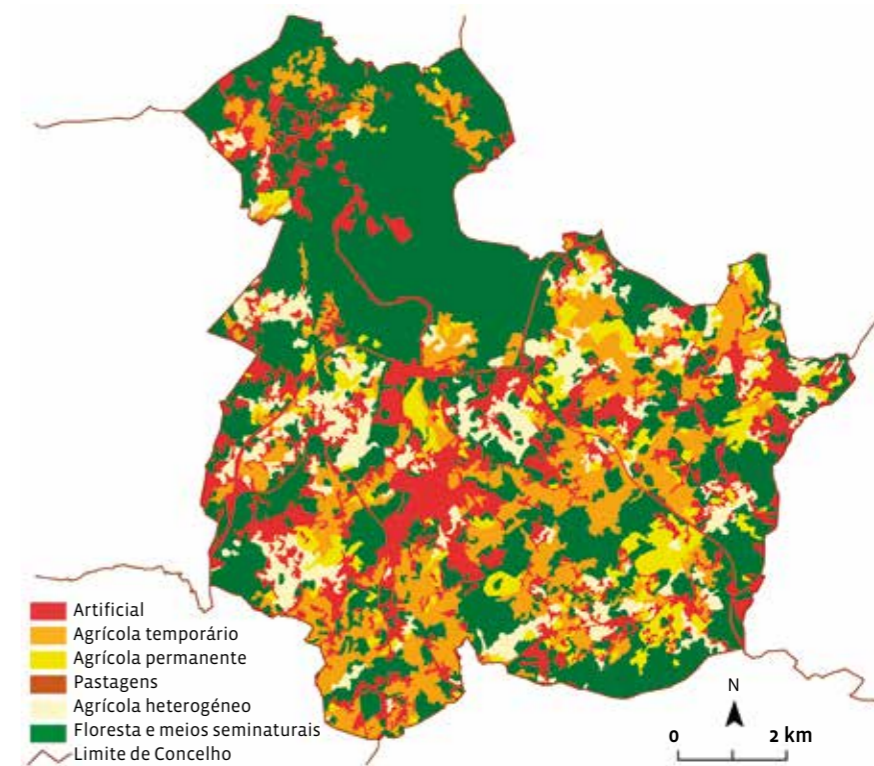 Artificial
Agrícola temporário
Agrícola permanente
Pastagens
Agrícola heterogéneo
Floresta e meios seminaturais
Limite de Concelho
N
0 2 km